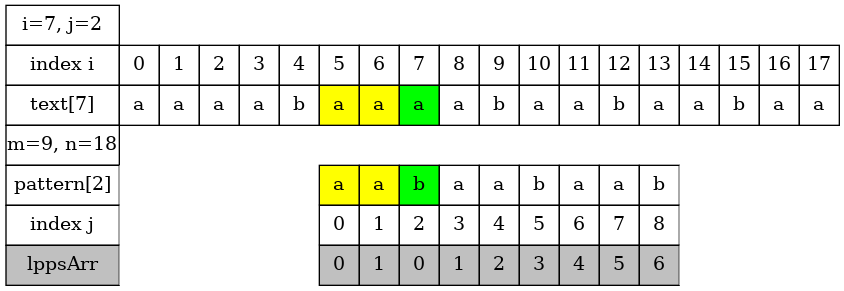 i=7, j=2
index i 0 1 2 3 4 5 6 7 8 9 10 11 12 13 14 15 16 17
text[7] a a a a b a a a a b a a b a a b a a
m=9, n=18
pattern[2] a a b a a b a a b
index j 0 1 2 3 4 5 6 7 8
lppsArr 0 1 0 1 2 3 4 5 6